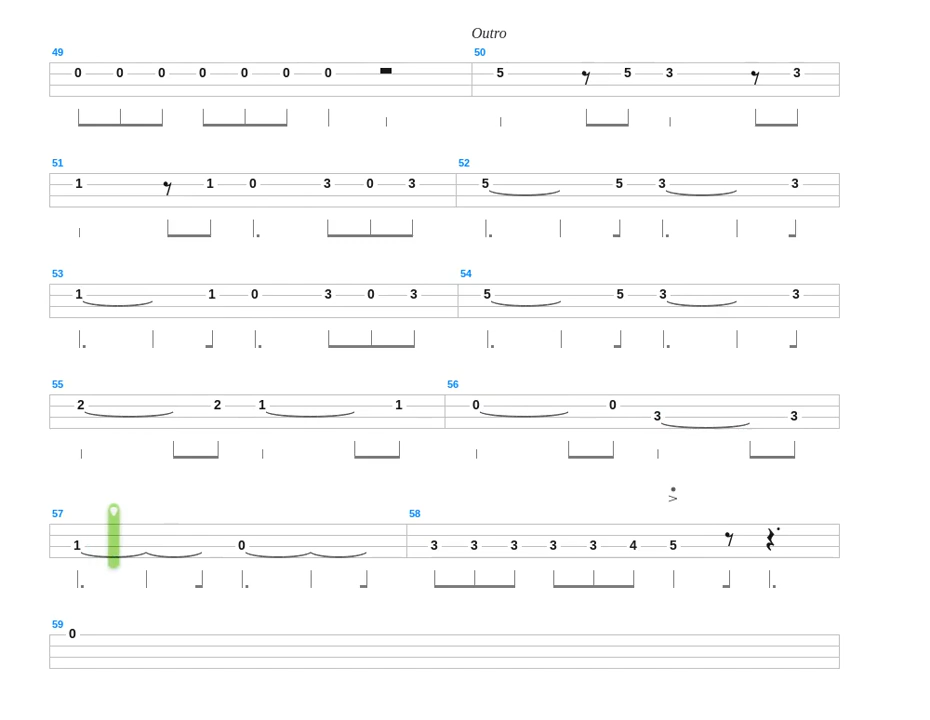 Outro
49 50
0 0 0 0 0 0 0 5 5 3 3
51 52
1 1 0 3 0 3 5 5 3 3
53 54
1 1 0 3 0 3 5 5 3 3
55 56
2 2 1 1 0 0 3 3
57 58
1 0 3 3 3 3 3 4 5
59
0